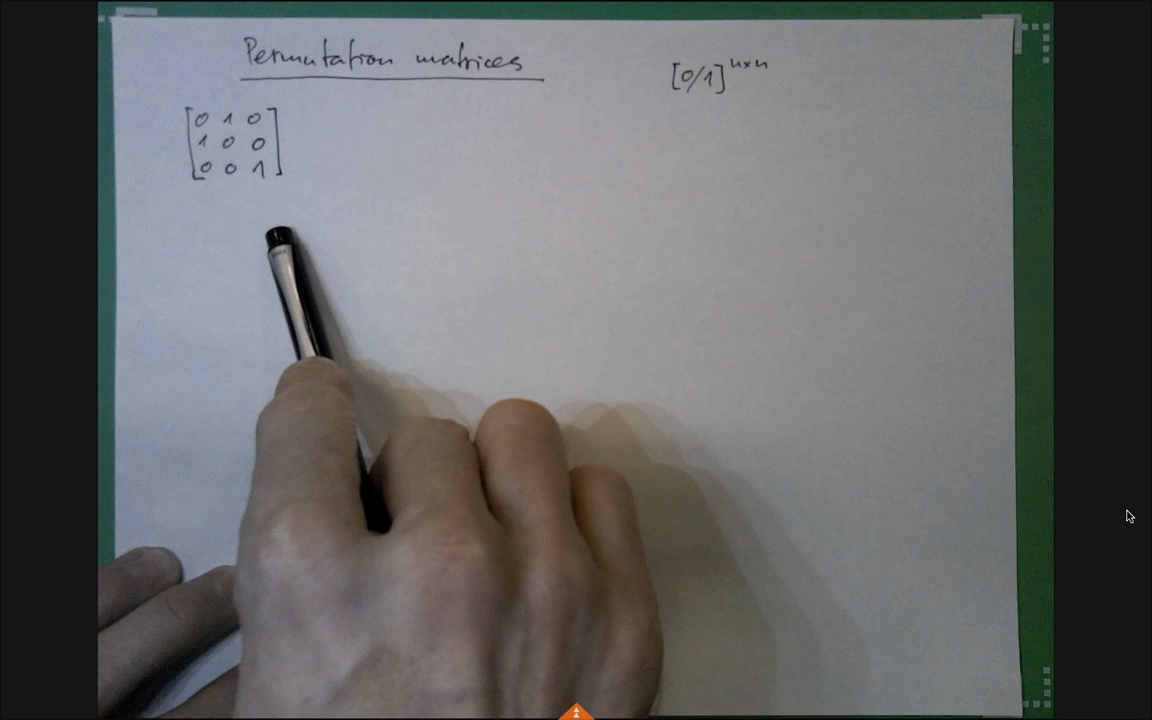 Permutation matrices
[0/1]^n×n
[0 1 0
1 0 0
0 0 1]